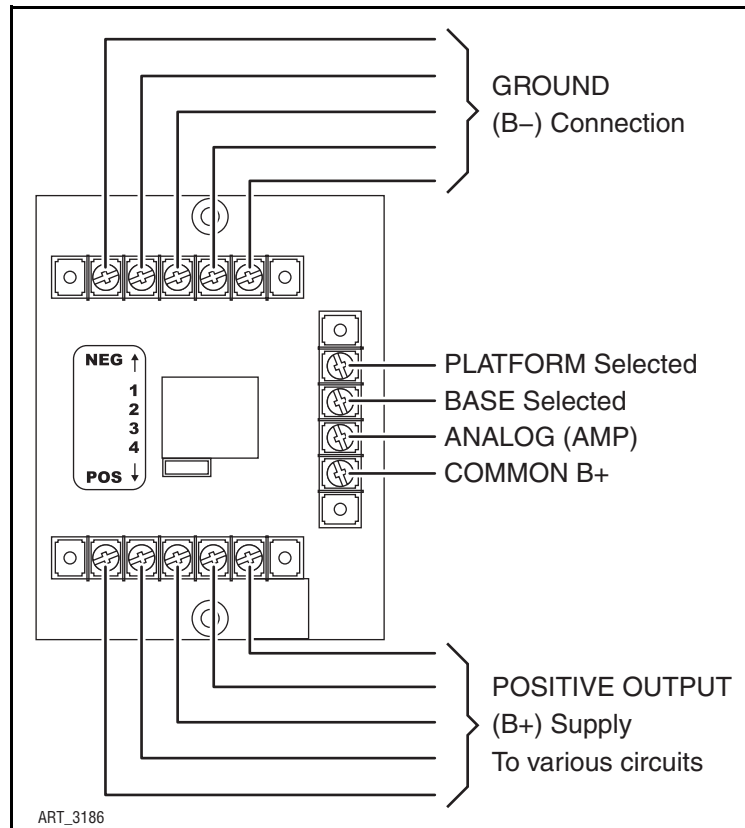 GROUND
(B–) Connection
NEG ↑
1
2
3
4
POS ↓
PLATFORM Selected
BASE Selected
ANALOG (AMP)
COMMON B+
POSITIVE OUTPUT
(B+) Supply
To various circuits
ART_3186